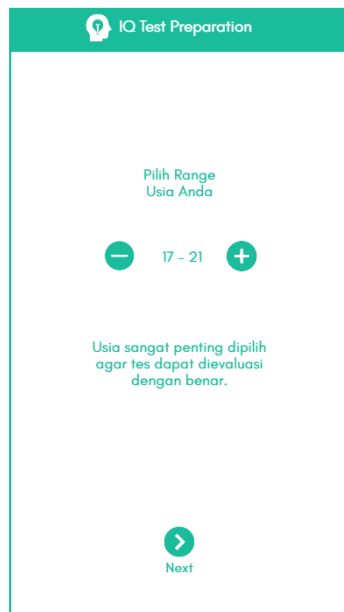 IQ Test Preparation
Pilih Range
Usia Anda
17 - 21
Usia sangat penting dipilih
agar tes dapat dievaluasi
dengan benar.
Next